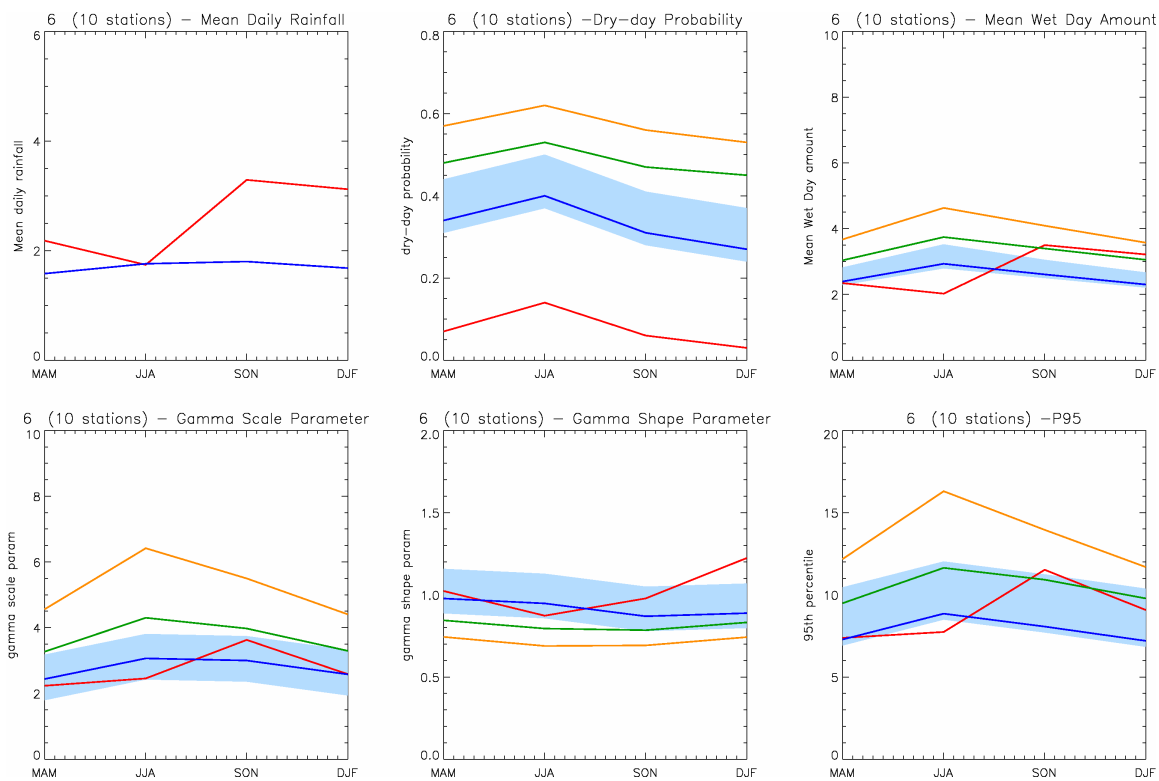 6 (10 stations) - Mean Daily Rainfall
6
4
2
0
Mean daily rainfall
MAM JJA SON DJF
6 (10 stations) -Dry-day Probability
0.8
0.6
0.4
0.2
0.0
dry-day probability
MAM JJA SON DJF
6 (10 stations) - Mean Wet Day Amount
10
8
6
4
2
0
Mean Wet Day amount
MAM JJA SON DJF
6 (10 stations) - Gamma Scale Parameter
10
8
6
4
2
0
gamma scale param
MAM JJA SON DJF
6 (10 stations) - Gamma Shape Parameter
2.0
1.5
1.0
0.5
0.0
gamma shape param
MAM JJA SON DJF
6 (10 stations) -P95
20
15
10
5
0
95th percentile
MAM JJA SON DJF